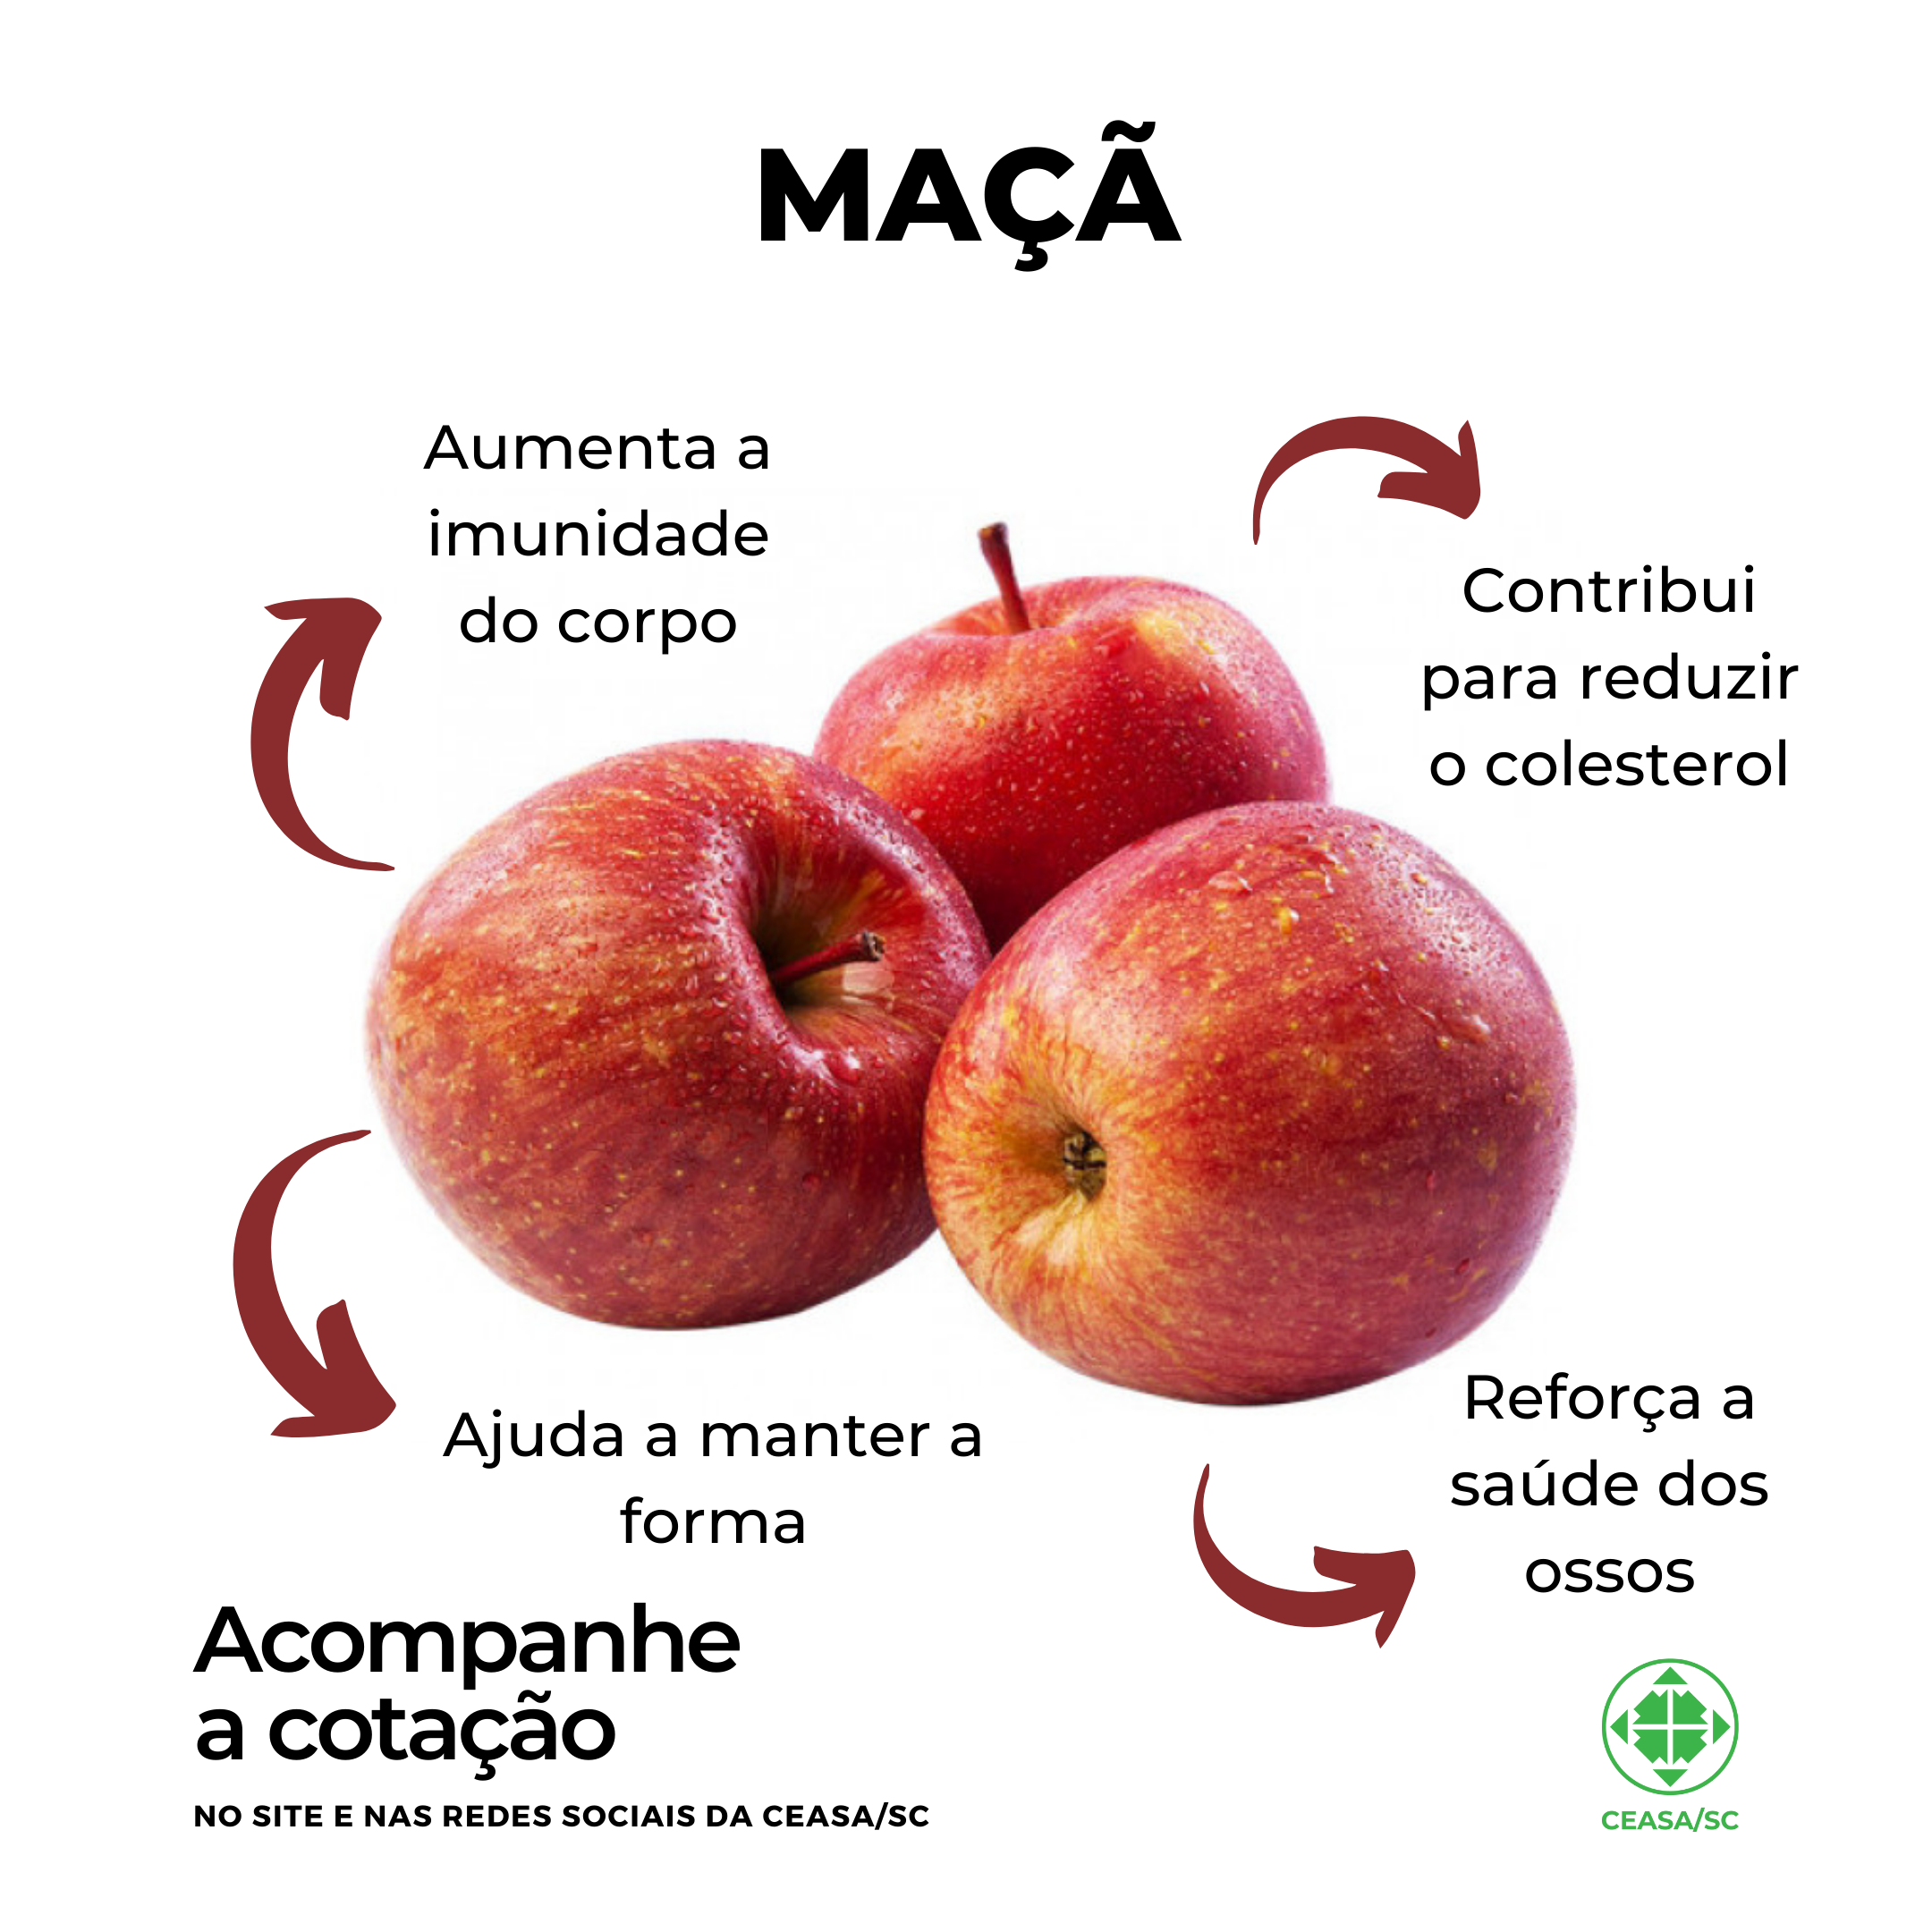 MAÇÃ
Aumenta a
imunidade
do corpo
Contribui
para reduzir
o colesterol
Ajuda a manter a
forma
Reforça a
saúde dos
ossos
Acompanhe
a cotação
NO SITE E NAS REDES SOCIAIS DA CEASA/SC
CEASA/SC